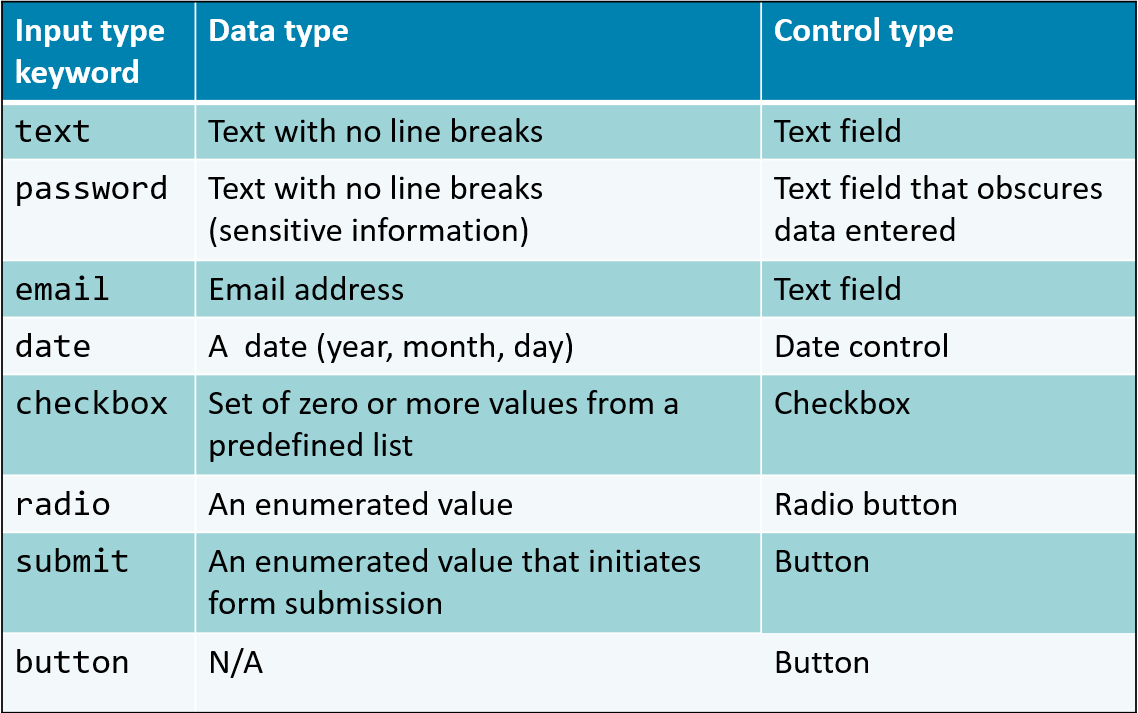 Input type keyword Data type Control type
text Text with no line breaks Text field
password Text with no line breaks (sensitive information) Text field that obscures data entered
email Email address Text field
date A  date (year, month, day) Date control
checkbox Set of zero or more values from a predefined list Checkbox
radio An enumerated value Radio button
submit An enumerated value that initiates form submission Button
button N/A Button